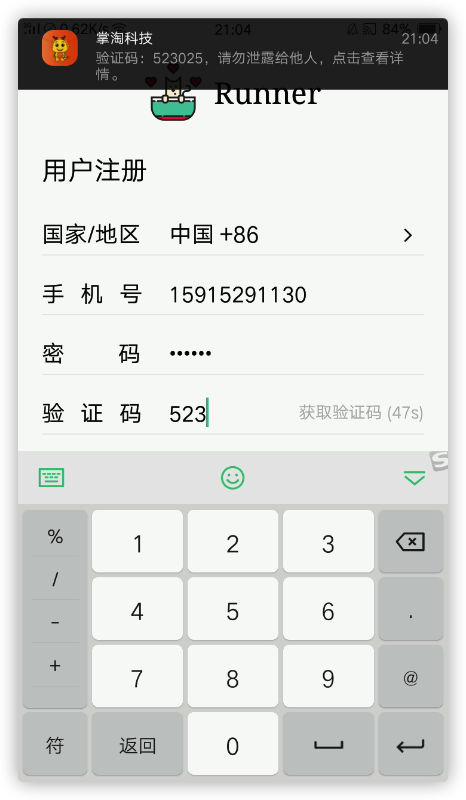 0.62K/s 21:04 84%
掌淘科技 21:04
验证码：523025，请勿泄露给他人，点击查看详
情。
Runner
用户注册
国家/地区 中国 +86
手机号 15915291130
密码 ••••••
验证码 523 获取验证码 (47s)
S
% 1 2 3
/
- 4 5 6 .
+ 7 8 9 @
符 返回 0